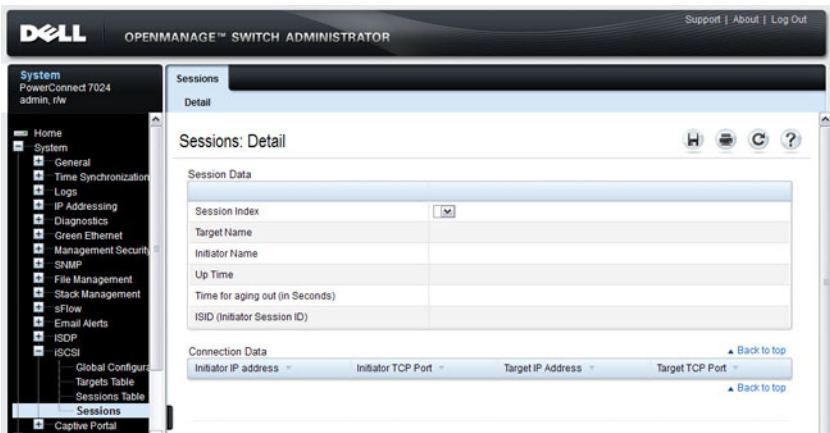 Support | About | Log Out
DELL
OPENMANAGE™ SWITCH ADMINISTRATOR
System
PowerConnect 7024
admin, r/w
Home
System
General
Time Synchronization
Logs
IP Addressing
Diagnostics
Green Ethernet
Management Security
SNMP
File Management
Stack Management
sFlow
Email Alerts
ISDP
iSCSI
Global Configura
Targets Table
Sessions Table
Sessions
Captive Portal
Sessions
Detail
Sessions: Detail
Session Data
Session Index
Target Name
Initiator Name
Up Time
Time for aging out (in Seconds)
ISID (Initiator Session ID)
Connection Data
Back to top
Initiator IP address Initiator TCP Port Target IP Address Target TCP Port
Back to top